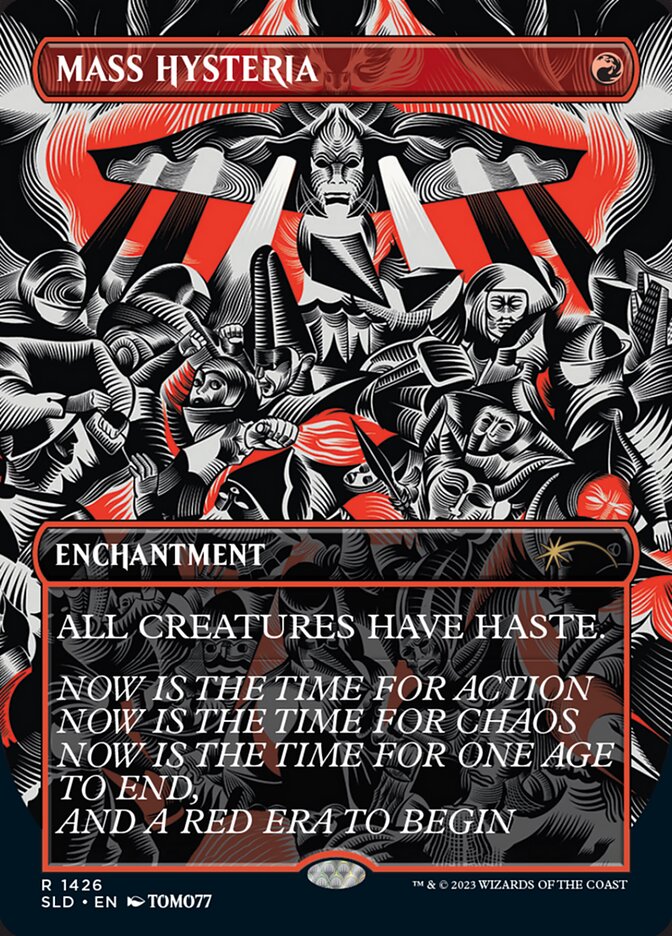 MASS HYSTERIA
ENCHANTMENT
ALL CREATURES HAVE HASTE.
NOW IS THE TIME FOR ACTION
NOW IS THE TIME FOR CHAOS
NOW IS THE TIME FOR ONE AGE
TO END,
AND A RED ERA TO BEGIN
R 1426
SLD • EN TOMO77
™ & © 2023 WIZARDS OF THE COAST